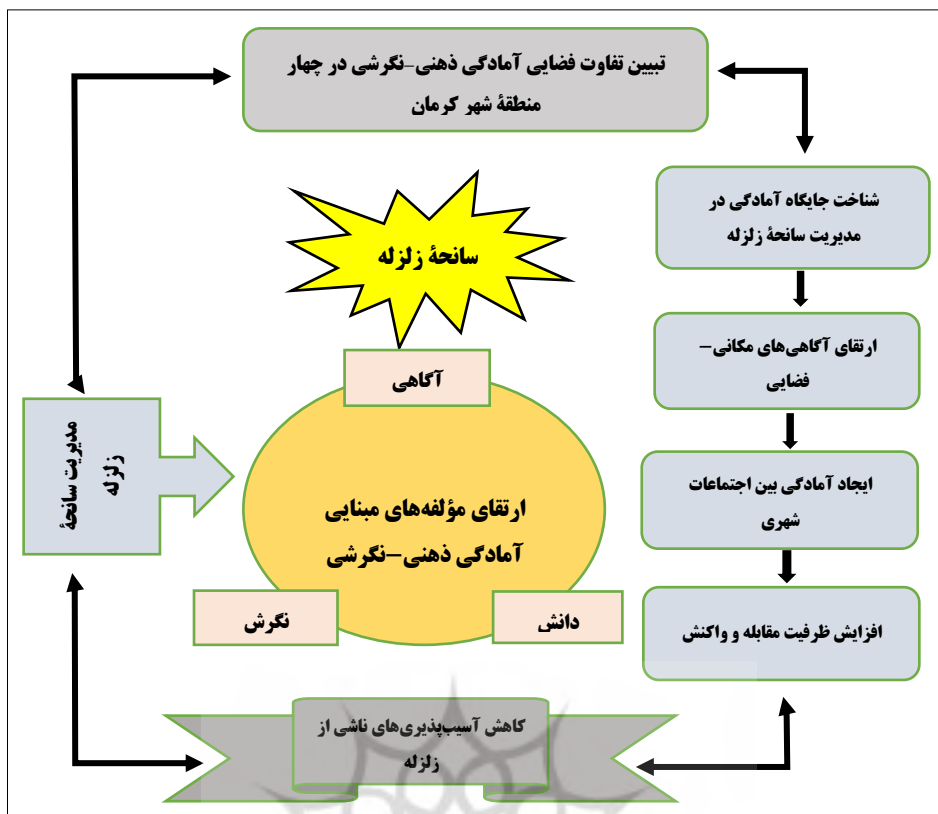 تبیین تفاوت فضایی آمادگی ذهنی–نگرشی در چهار
منطقهٔ شهر کرمان
شناخت جایگاه آمادگی در
مدیریت سانحهٔ زلزله
سانحهٔ زلزله
ارتقای آگاهی‌های مکانی–
فضایی
آگاهی
مدیریت سانحهٔ
زلزله
ایجاد آمادگی بین اجتماعات
شهری
ارتقای مؤلفه‌های مبنایی
آمادگی ذهنی–نگرشی
افزایش ظرفیت مقابله و واکنش
دانش
نگرش
کاهش آسیب‌پذیری‌های ناشی از
زلزله